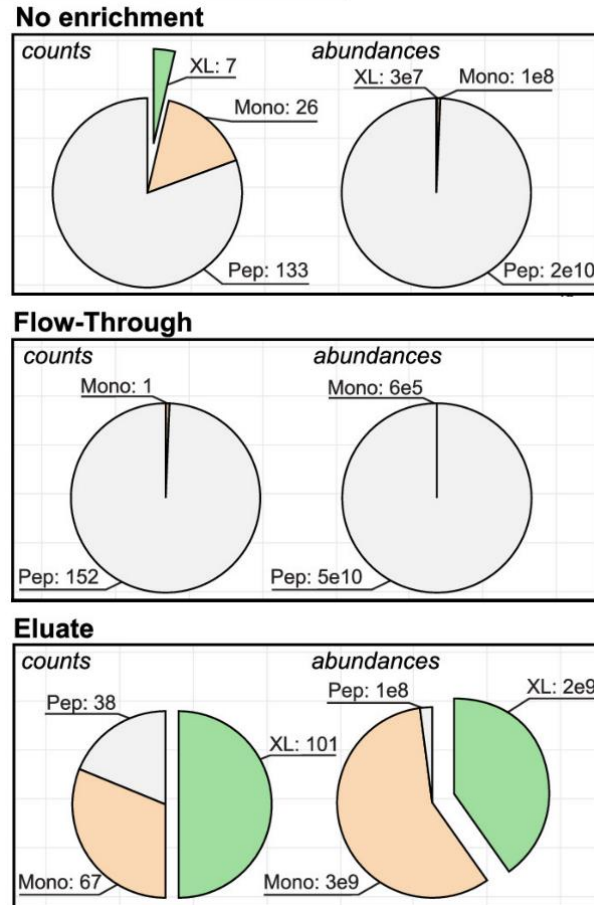 No enrichment
counts
abundances
XL: 7
Mono: 26
Pep: 133
XL: 3e7
Mono: 1e8
Pep: 2e10
Flow-Through
counts
abundances
Mono: 1
Pep: 152
Mono: 6e5
Pep: 5e10
Eluate
counts
abundances
Pep: 38
XL: 101
Mono: 67
Pep: 1e8
XL: 2e9
Mono: 3e9